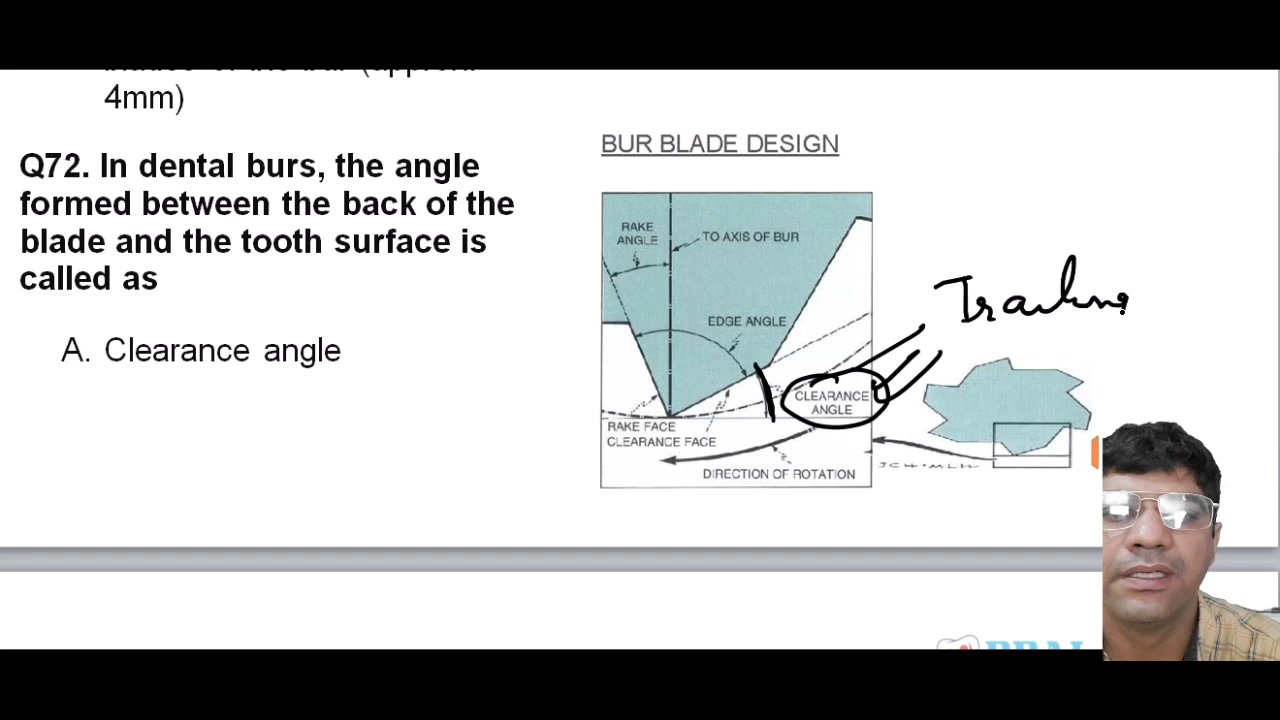 4mm)
Q72. In dental burs, the angle
formed between the back of the
blade and the tooth surface is
called as
A. Clearance angle
BUR BLADE DESIGN
RAKE
ANGLE
TO AXIS OF BUR
EDGE ANGLE
CLEARANCE
ANGLE
RAKE FACE
CLEARANCE FACE
DIRECTION OF ROTATION